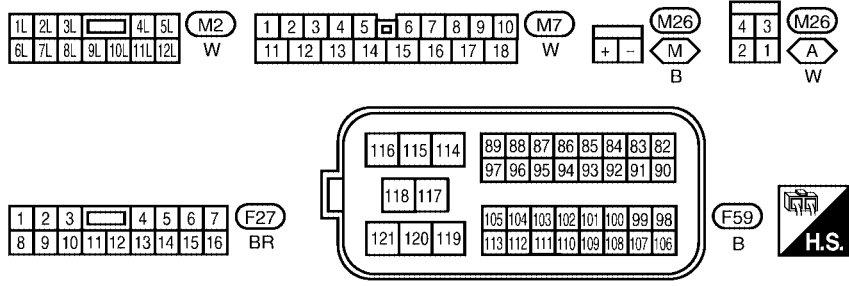 1L 2L 3L 4L 5L M2
6L 7L 8L 9L 10L 11L 12L W
1 2 3 4 5 6 7 8 9 10 M7
11 12 13 14 15 16 17 18 W
+ - M26
M
B
4 3 M26
2 1 A
W
116 115 114
118 117
121 120 119
89 88 87 86 85 84 83 82
97 96 95 94 93 92 91 90
105 104 103 102 101 100 99 98
113 112 111 110 109 108 107 106
F59
B
1 2 3 4 5 6 7 F27
8 9 10 11 12 13 14 15 16 BR
H.S.